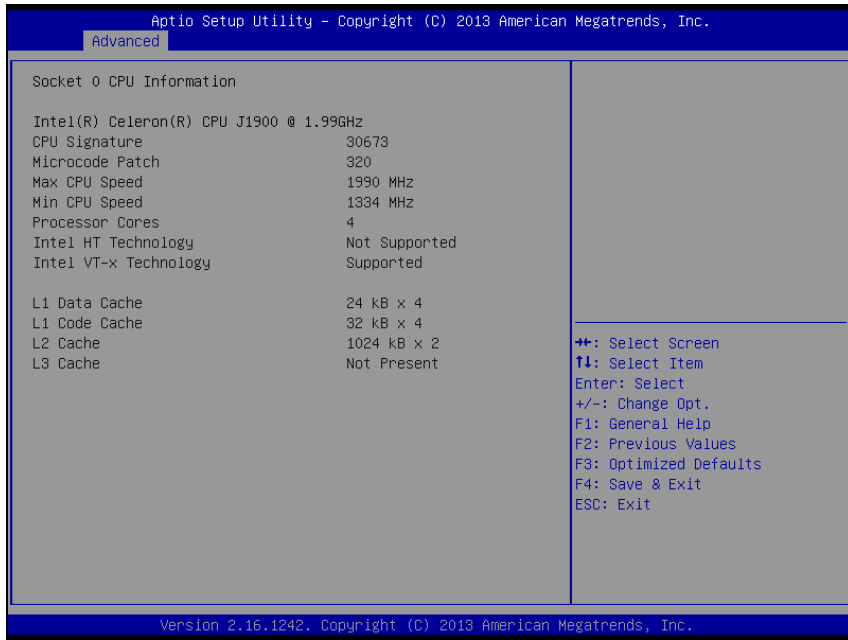 Aptio Setup Utility – Copyright (C) 2013 American Megatrends, Inc.
Advanced
Socket 0 CPU Information
Intel(R) Celeron(R) CPU J1900 @ 1.99GHz
CPU Signature 30673
Microcode Patch 320
Max CPU Speed 1990 MHz
Min CPU Speed 1334 MHz
Processor Cores 4
Intel HT Technology Not Supported
Intel VT-x Technology Supported
L1 Data Cache 24 kB x 4
L1 Code Cache 32 kB x 4
L2 Cache 1024 kB x 2
L3 Cache Not Present
→←: Select Screen
↑↓: Select Item
Enter: Select
+/-: Change Opt.
F1: General Help
F2: Previous Values
F3: Optimized Defaults
F4: Save & Exit
ESC: Exit
Version 2.16.1242. Copyright (C) 2013 American Megatrends, Inc.